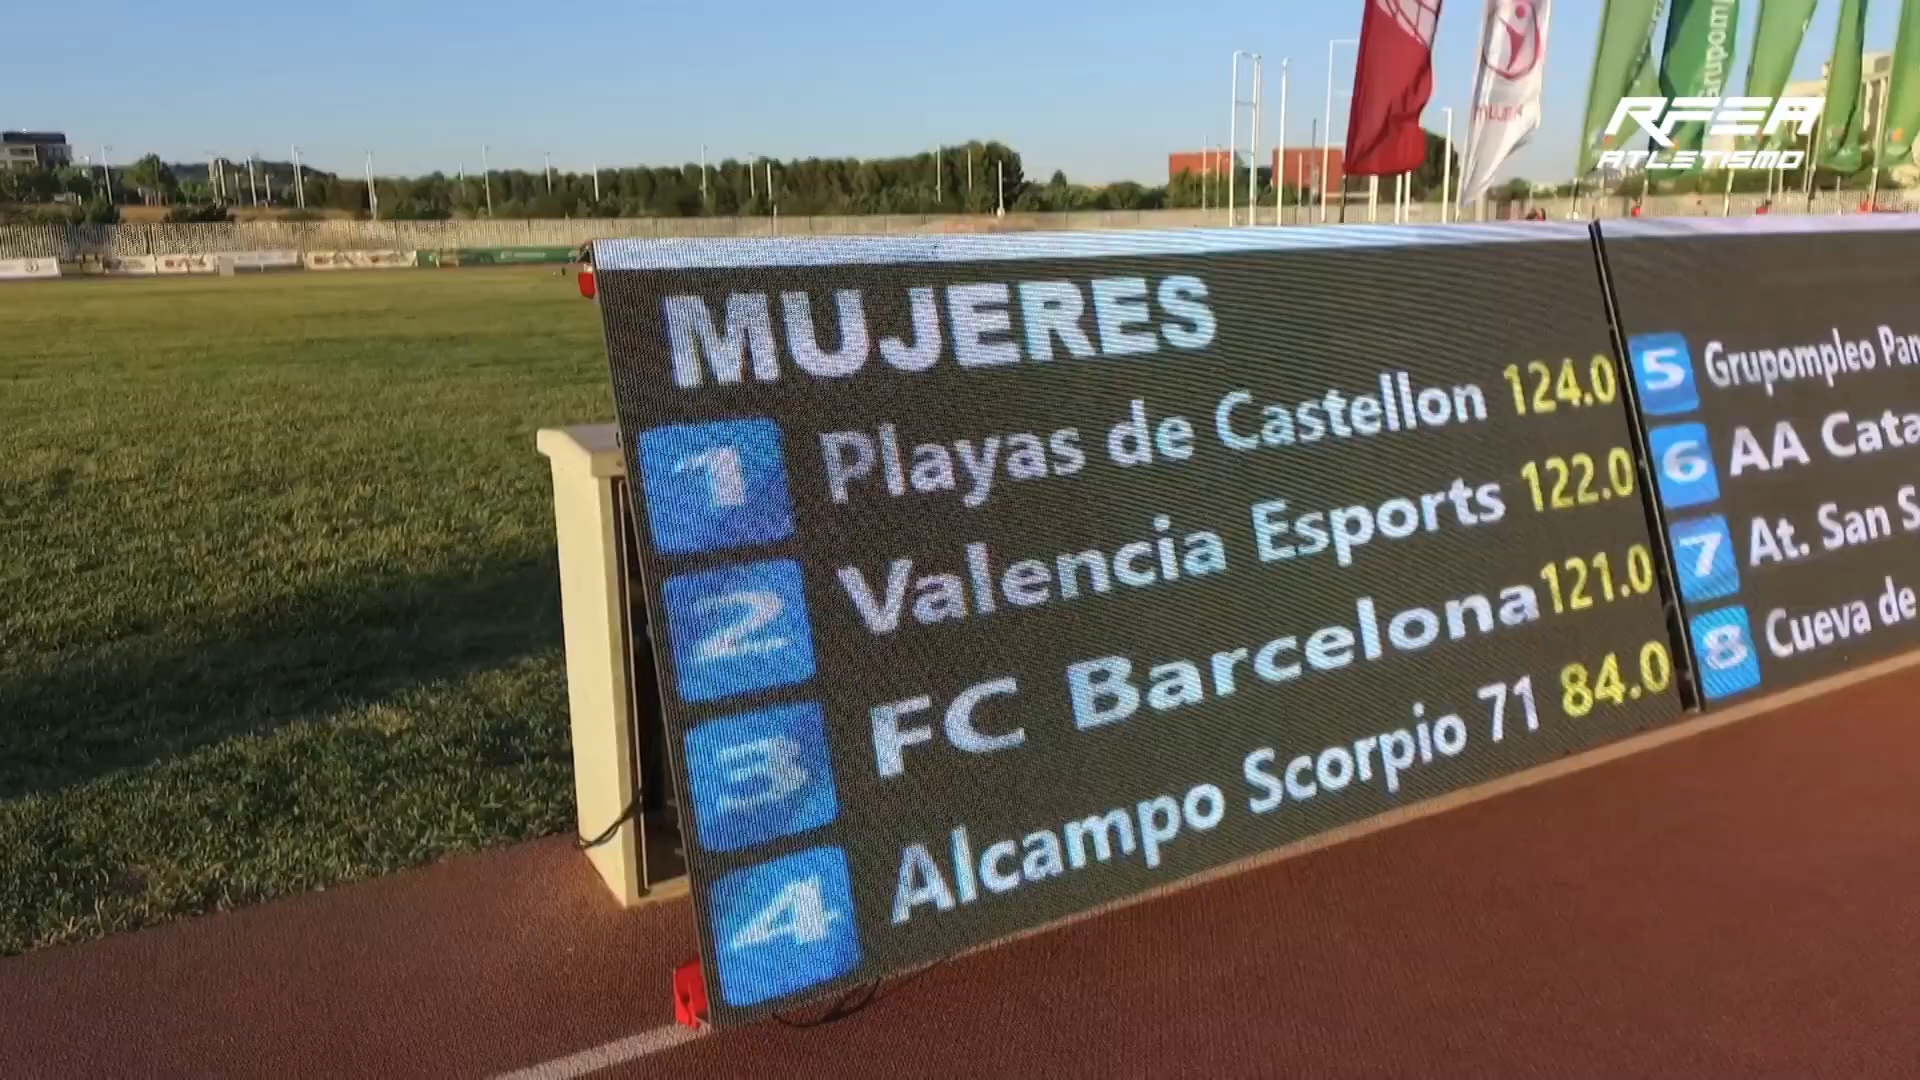 RFEA
ATLETISMO
MUJERES
1 Playas de Castellon 124.0
2 Valencia Esports 122.0
3 FC Barcelona 121.0
4 Alcampo Scorpio 71 84.0
5 Grupompleo
6 AA
7 At. San
8 Cueva de
Grupomp